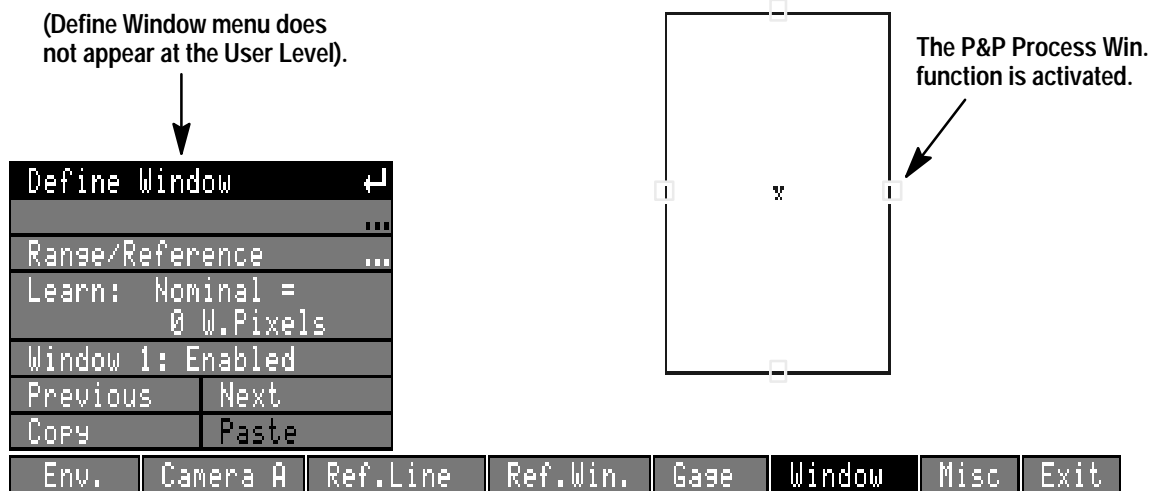 (Define Window menu does
not appear at the User Level).
The P&P Process Win.
function is activated.
Define Window ↵
...
Range/Reference ...
Learn: Nominal =
0 W.Pixels
Window 1: Enabled
Previous Next
Copy Paste
Env. Camera A Ref.Line Ref.Win. Gage Window Misc Exit